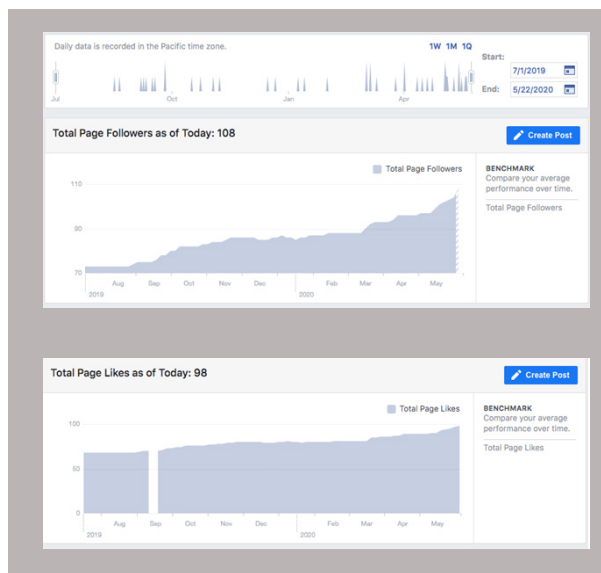 Daily data is recorded in the Pacific time zone.
1W 1M 1Q
Start:
7/1/2019
End:
5/22/2020
Jul Oct Jan Apr
Total Page Followers as of Today: 108
Create Post
Total Page Followers
BENCHMARK
Compare your average
performance over time.
Total Page Followers
110
90
70
Aug Sep Oct Nov Dec Feb Mar Apr May
2019 2020
Total Page Likes as of Today: 98
Create Post
Total Page Likes
BENCHMARK
Compare your average
performance over time.
Total Page Likes
100
50
0
Aug Sep Oct Nov Dec Feb Mar Apr May
2019 2020